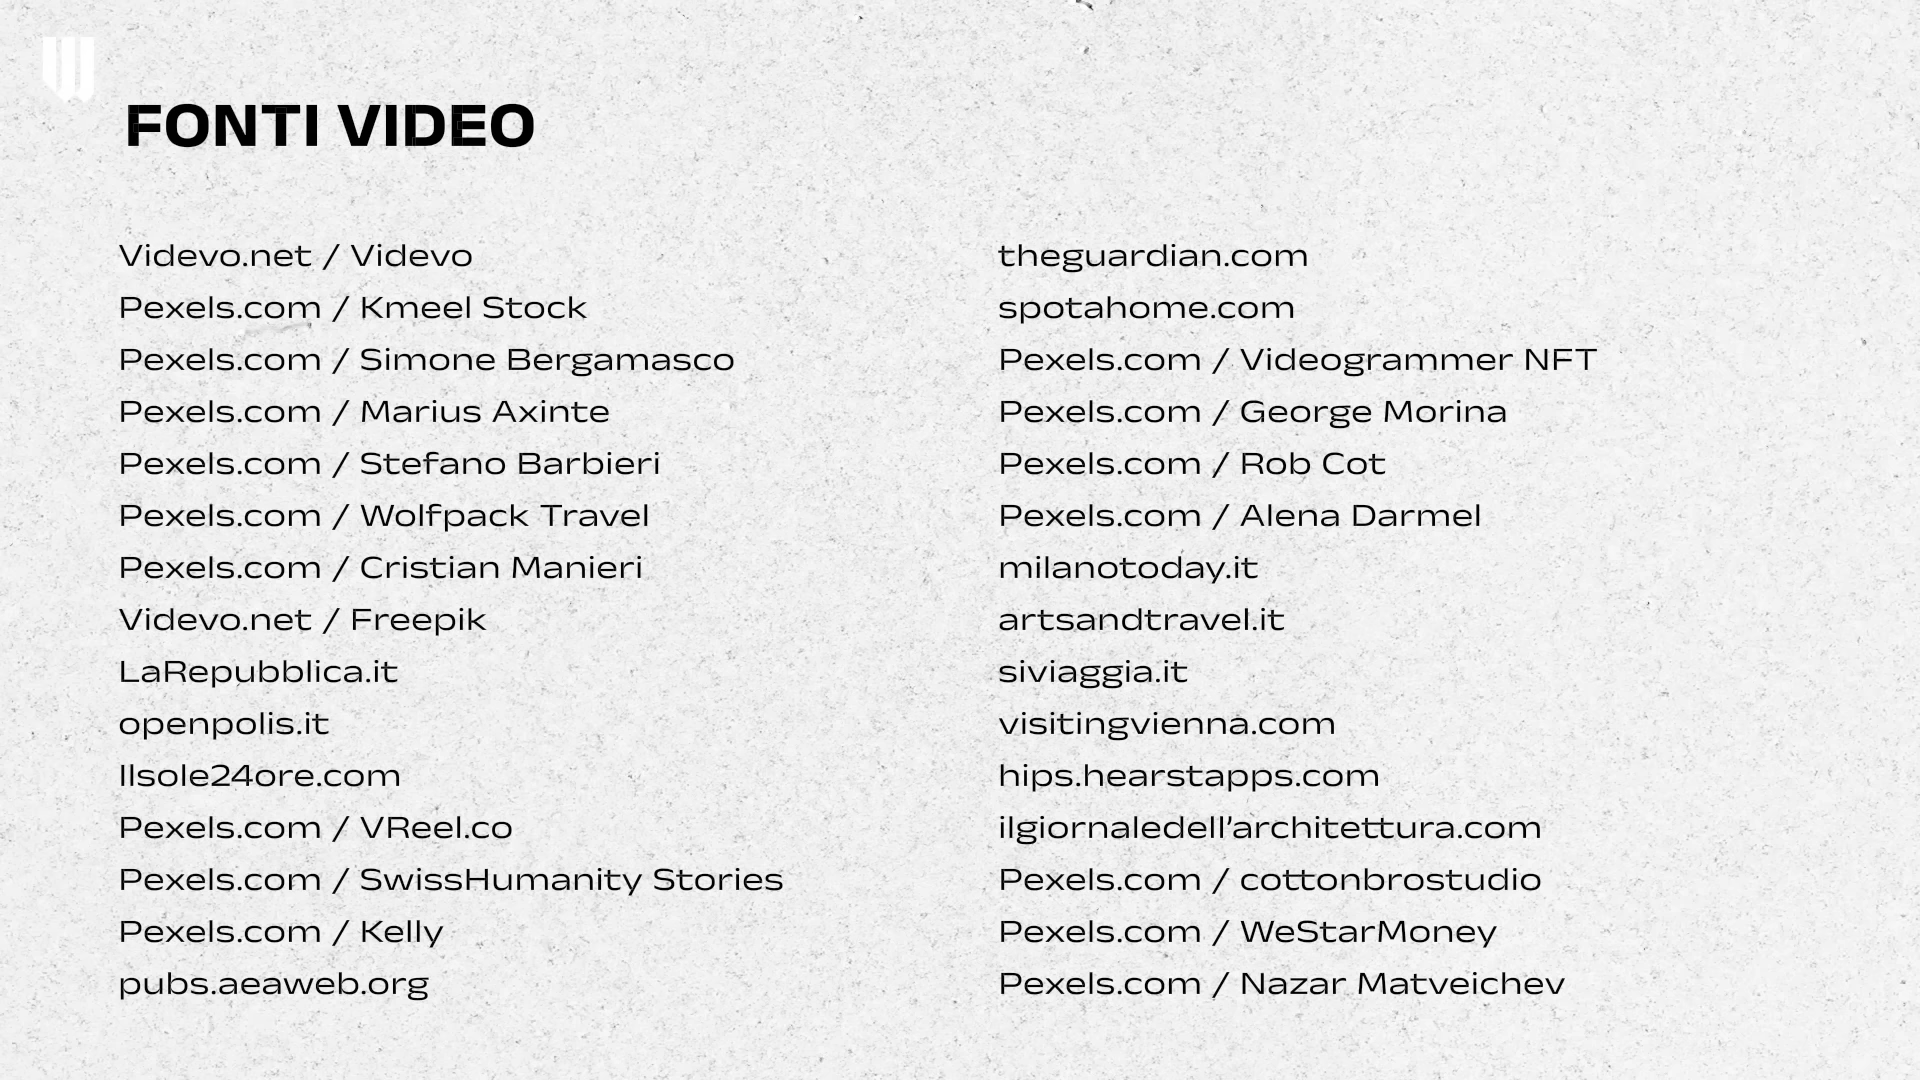 FONTI VIDEO
Videvo.net / Videvo
Pexels.com / Kmeel Stock
Pexels.com / Simone Bergamasco
Pexels.com / Marius Axinte
Pexels.com / Stefano Barbieri
Pexels.com / Wolfpack Travel
Pexels.com / Cristian Manieri
Videvo.net / Freepik
LaRepubblica.it
openpolis.it
Ilsole24ore.com
Pexels.com / VReel.co
Pexels.com / SwissHumanity Stories
Pexels.com / Kelly
pubs.aeaweb.org
theguardian.com
spotahome.com
Pexels.com / Videogrammer NFT
Pexels.com / George Morina
Pexels.com / Rob Cot
Pexels.com / Alena Darmel
milanotoday.it
artsandtravel.it
siviaggia.it
visitingvienna.com
hips.hearstapps.com
ilgiornaledell'architettura.com
Pexels.com / cottonbrostudio
Pexels.com / WeStarMoney
Pexels.com / Nazar Matveichev